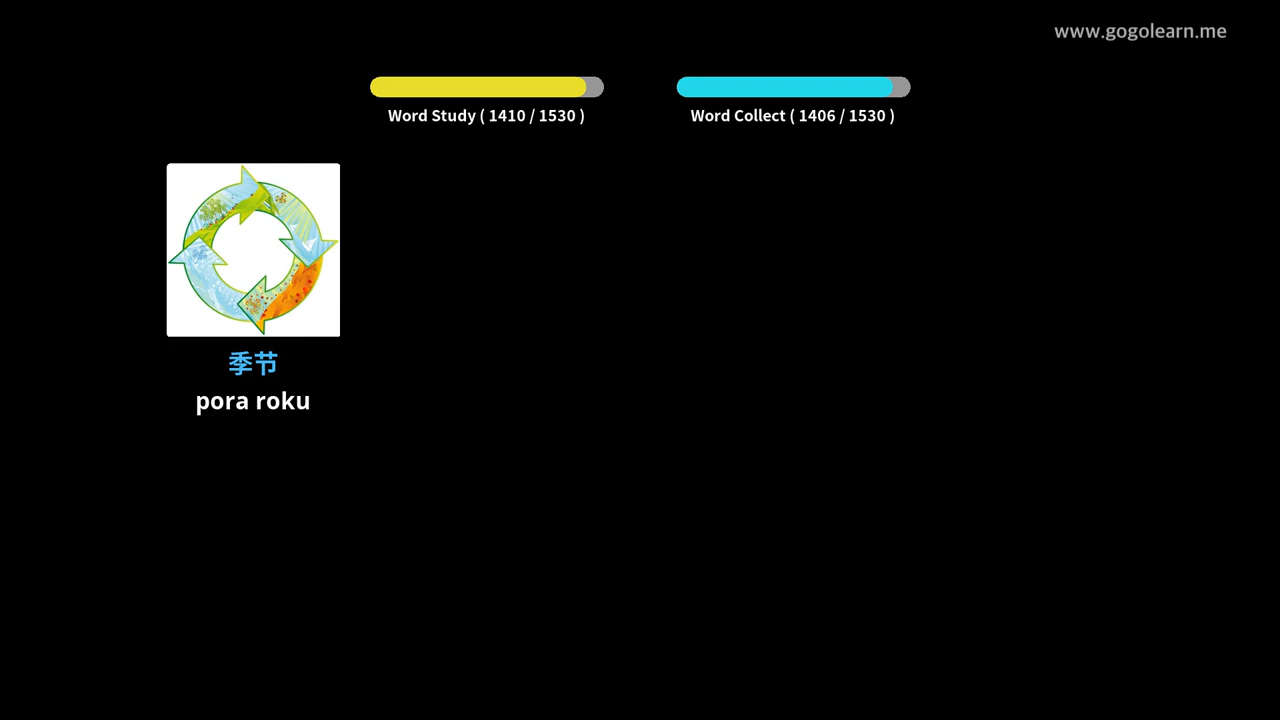 www.gogolearn.me
Word Study ( 1410 / 1530 )
Word Collect ( 1406 / 1530 )
季节
pora roku